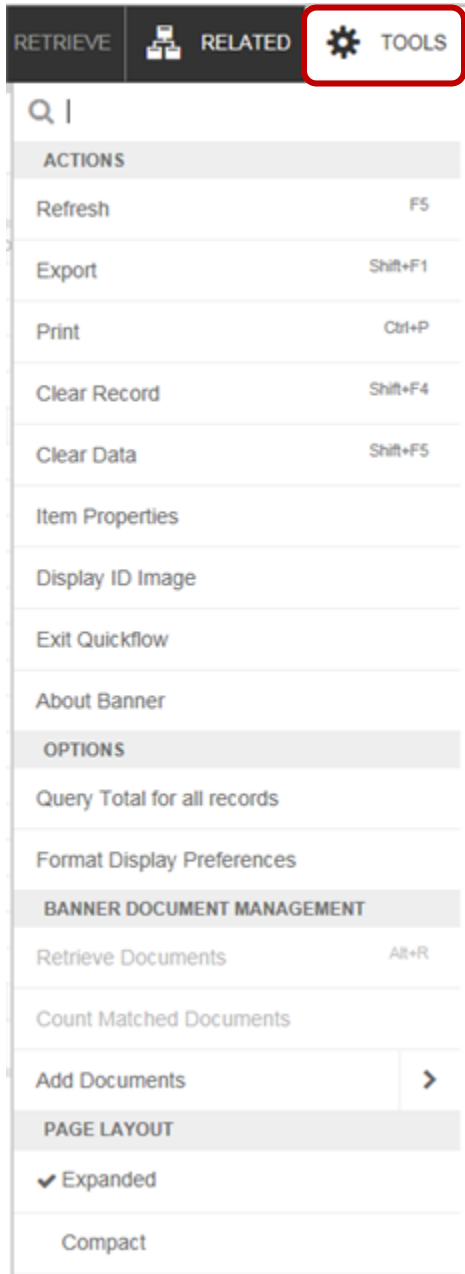 RETRIEVE RELATED TOOLS
ACTIONS
Refresh F5
Export Shift+F1
Print Ctrl+P
Clear Record Shift+F4
Clear Data Shift+F5
Item Properties
Display ID Image
Exit Quickflow
About Banner
OPTIONS
Query Total for all records
Format Display Preferences
BANNER DOCUMENT MANAGEMENT
Retrieve Documents Alt+R
Count Matched Documents
Add Documents
PAGE LAYOUT
Expanded
Compact